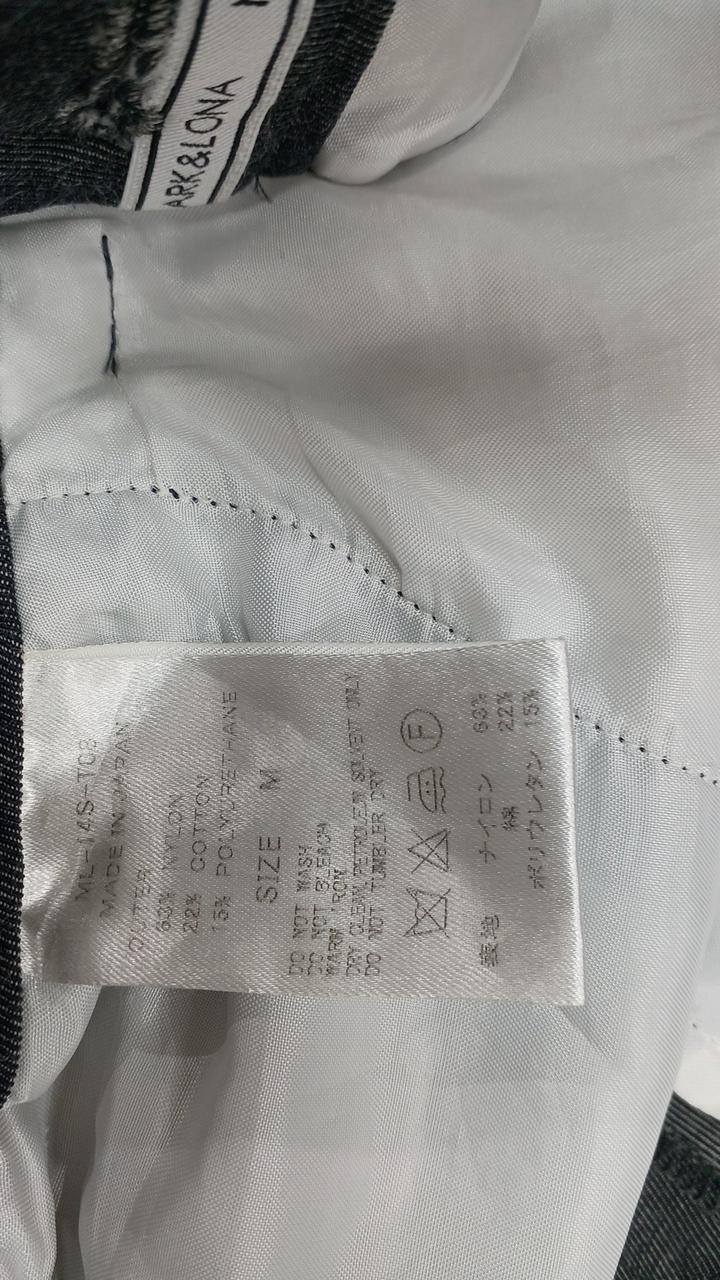 ARK&LONA
ML-14S-T08
MADE IN JAPAN
OUTER
63% NYLON
22% COTTON
15% POLYURETHANE
SIZE M
DO NOT WASH
DO NOT BLEACH
WARM IRON
DRY CLEAN,PETROLEUM SOLVENT ONLY
DO NOT TUMBLER DRY
F
表地 ナイロン 63%
綿 22%
ポリウレタン 15%